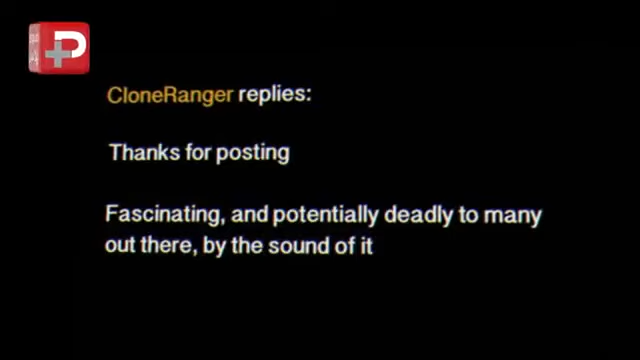 CloneRanger replies:
Thanks for posting
Fascinating, and potentially deadly to many
out there, by the sound of it